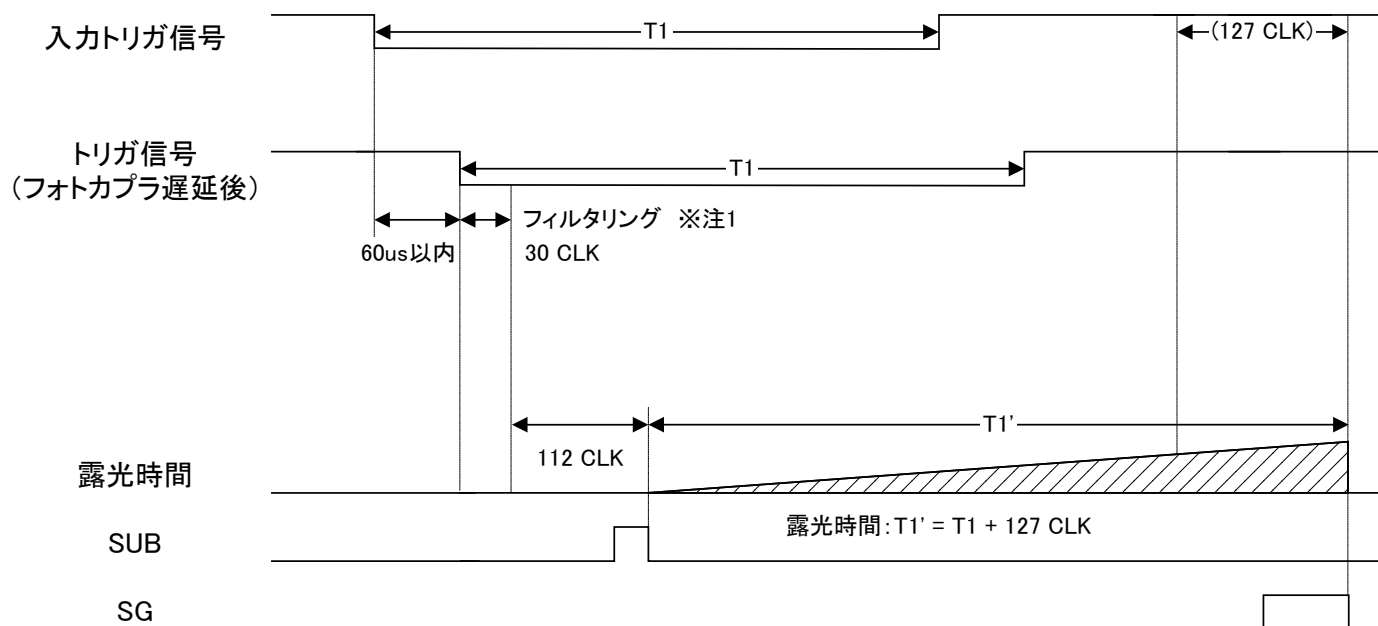 入力トリガ信号
T1
(127 CLK)
トリガ信号
(フォトカプラ遅延後)
T1
フィルタリング ※注1
60us以内
30 CLK
T1'
112 CLK
露光時間
露光時間:T1' = T1 + 127 CLK
SUB
SG